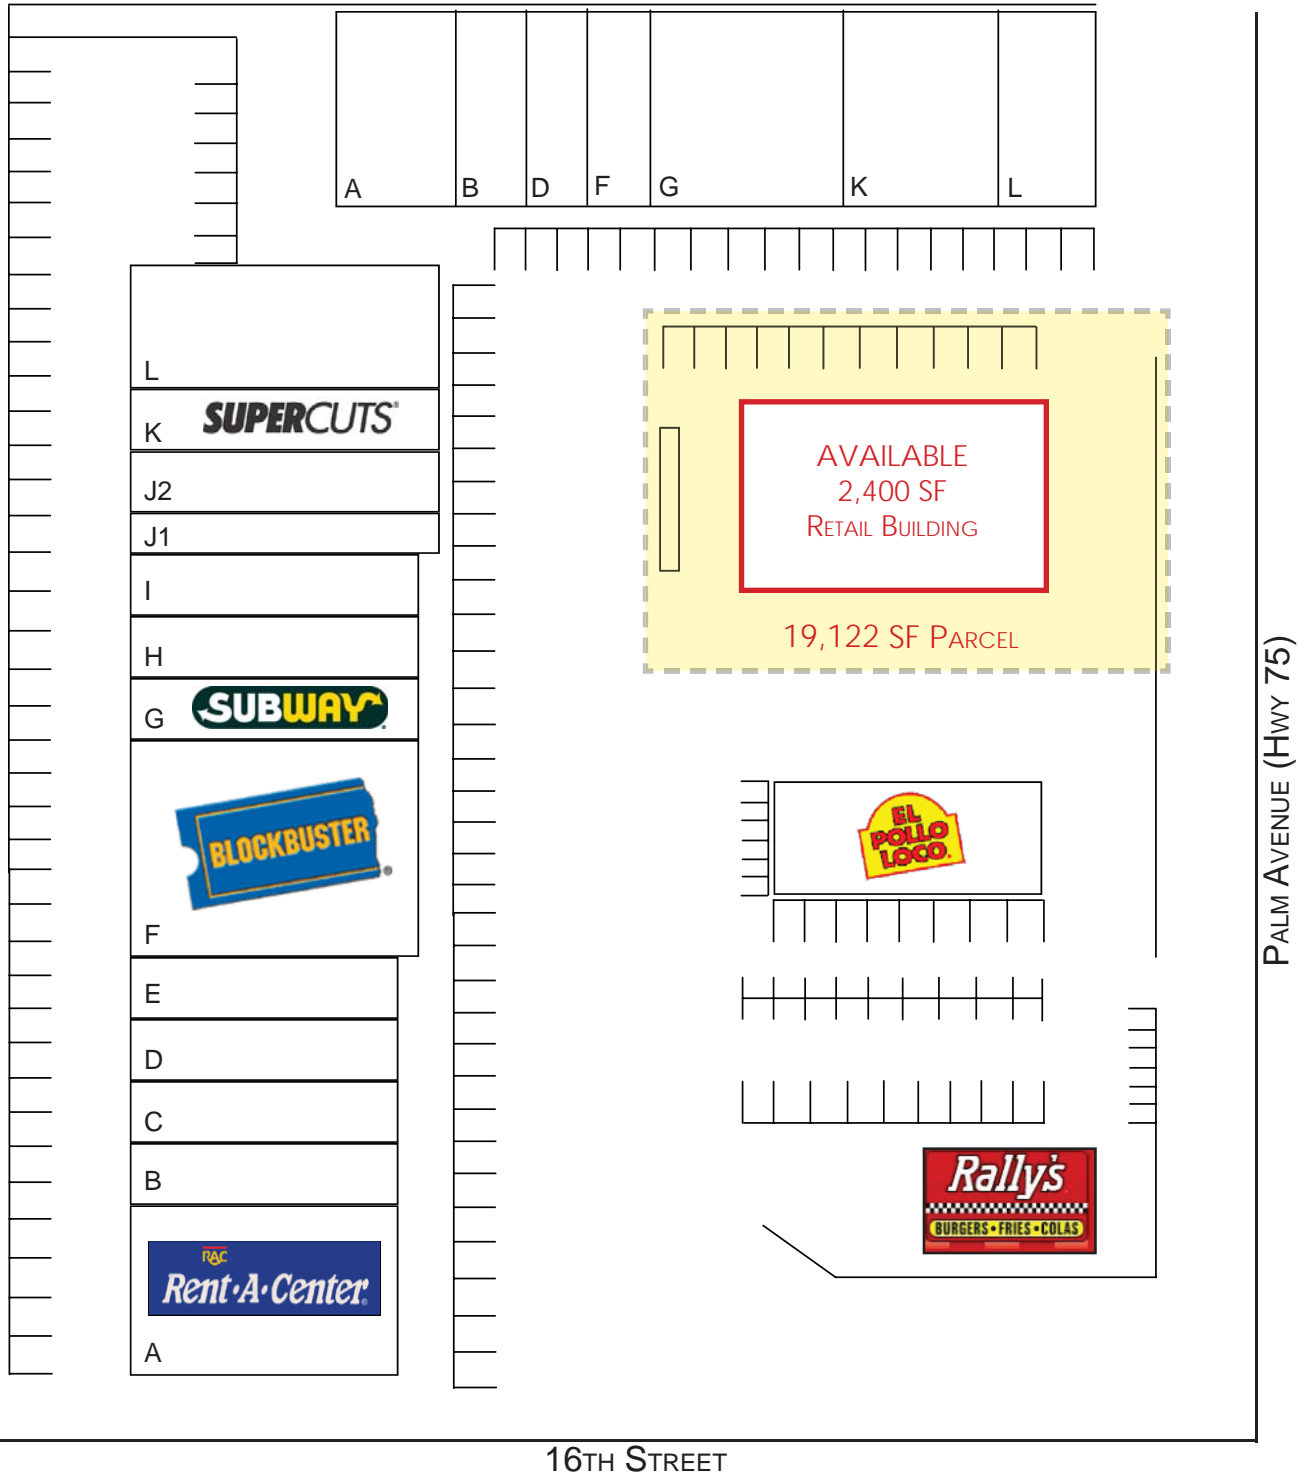 A B D F G K L
L
K SUPERCUTS®
J2
J1
I
H
G SUBWAY®
BLOCKBUSTER®
F
E
D
C
B
RAC
Rent·A·Center®
A
AVAILABLE
2,400 SF
RETAIL BUILDING
19,122 SF PARCEL
EL
POLLO
LOCO®
Rally's
BURGERS•FRIES•COLAS
PALM AVENUE (HWY 75)
16TH STREET